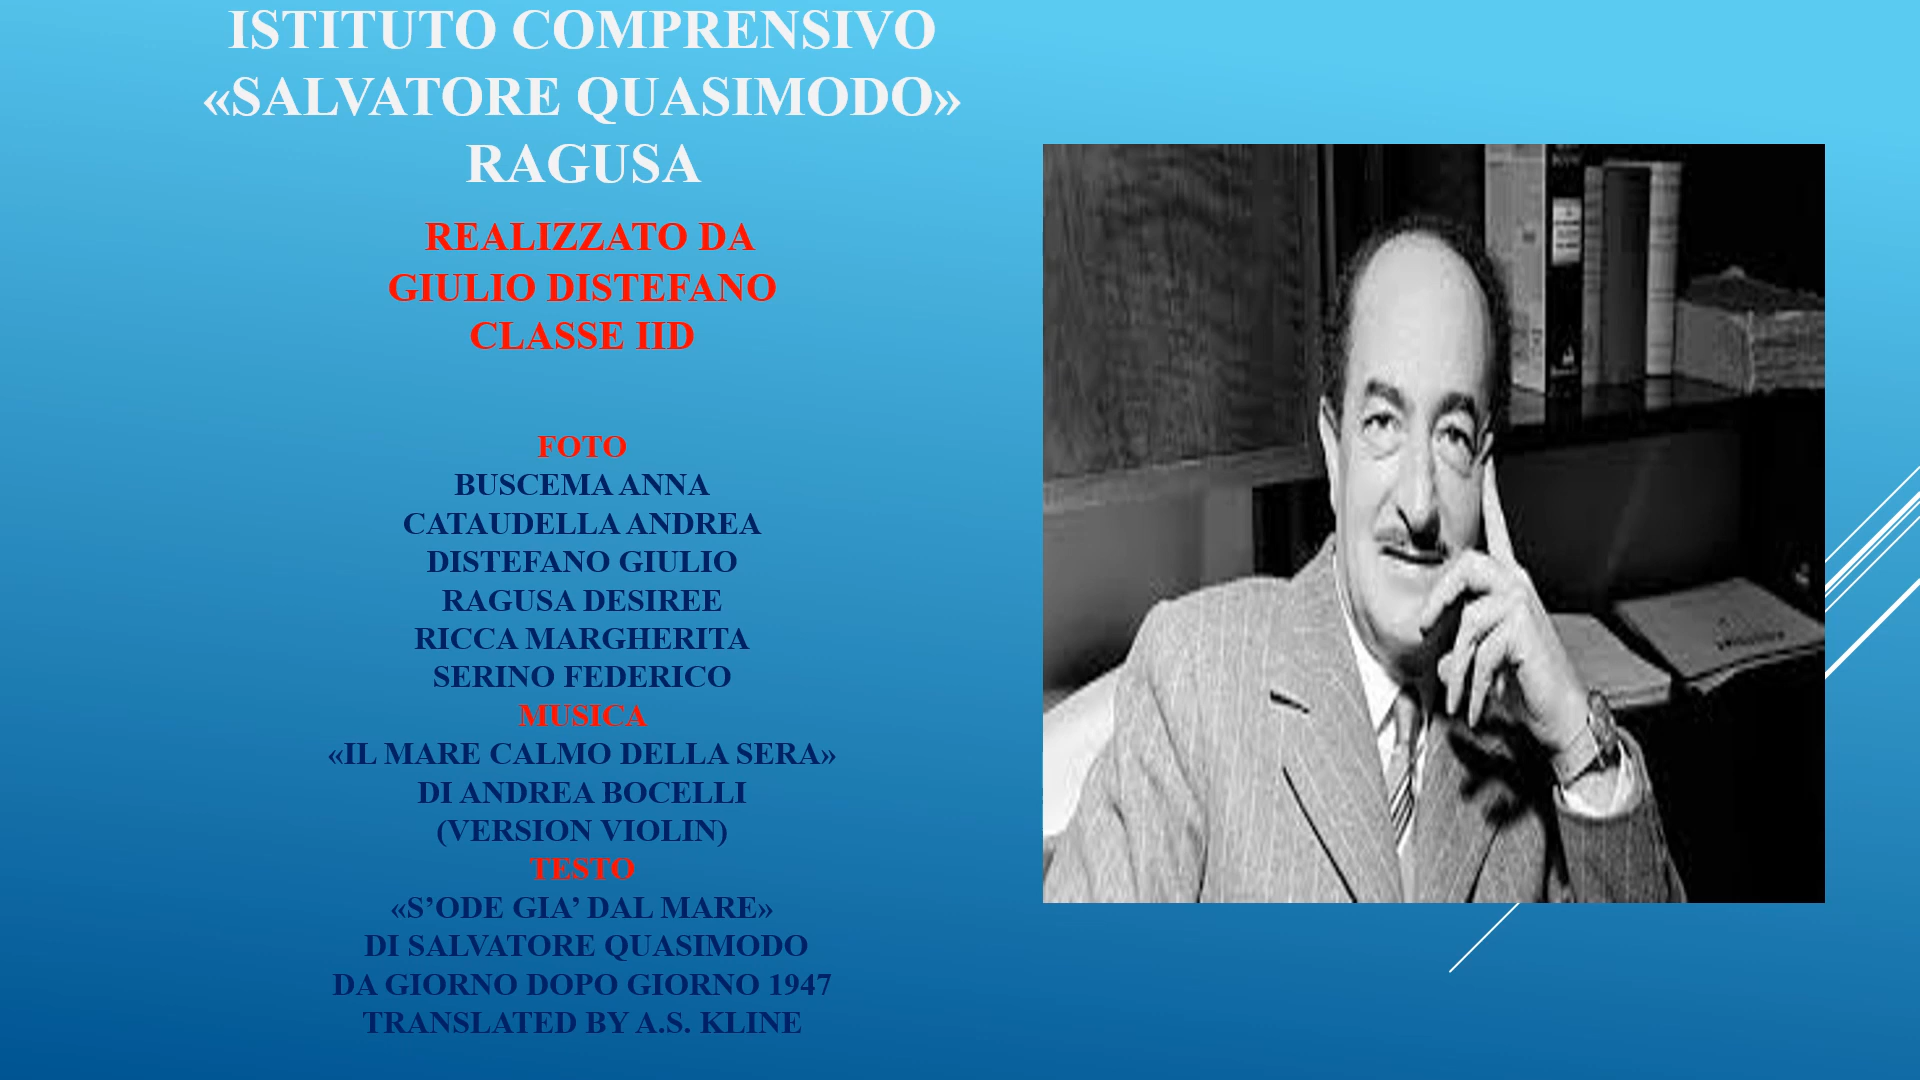 ISTITUTO COMPRENSIVO
«SALVATORE QUASIMODO»
RAGUSA
REALIZZATO DA
GIULIO DISTEFANO
CLASSE IID
FOTO
BUSCEMA ANNA
CATAUDELLA ANDREA
DISTEFANO GIULIO
RAGUSA DESIREE
RICCA MARGHERITA
SERINO FEDERICO
MUSICA
«IL MARE CALMO DELLA SERA»
DI ANDREA BOCELLI
(VERSION VIOLIN)
TESTO
«S’ODE GIA’ DAL MARE»
DI SALVATORE QUASIMODO
DA GIORNO DOPO GIORNO 1947
TRANSLATED BY A.S. KLINE